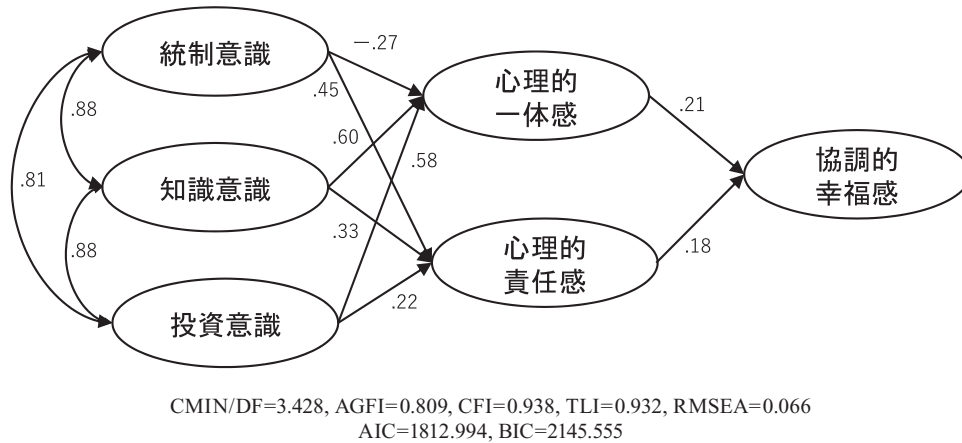 統制意識
知識意識
投資意識
心理的
一体感
心理的
責任感
協調的
幸福感
.88
.81
.88
－.27
.45
.60
.58
.33
.22
.21
.18
CMIN/DF=3.428, AGFI=0.809, CFI=0.938, TLI=0.932, RMSEA=0.066
AIC=1812.994, BIC=2145.555